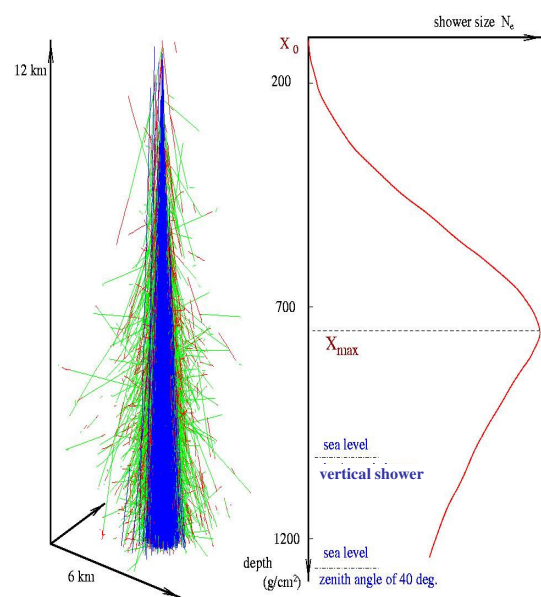 shower size Ne
X0
12 km
200
700
Xmax
sea level
vertical shower
1200
sea level
depth
(g/cm²)
zenith angle of 40 deg.
6 km